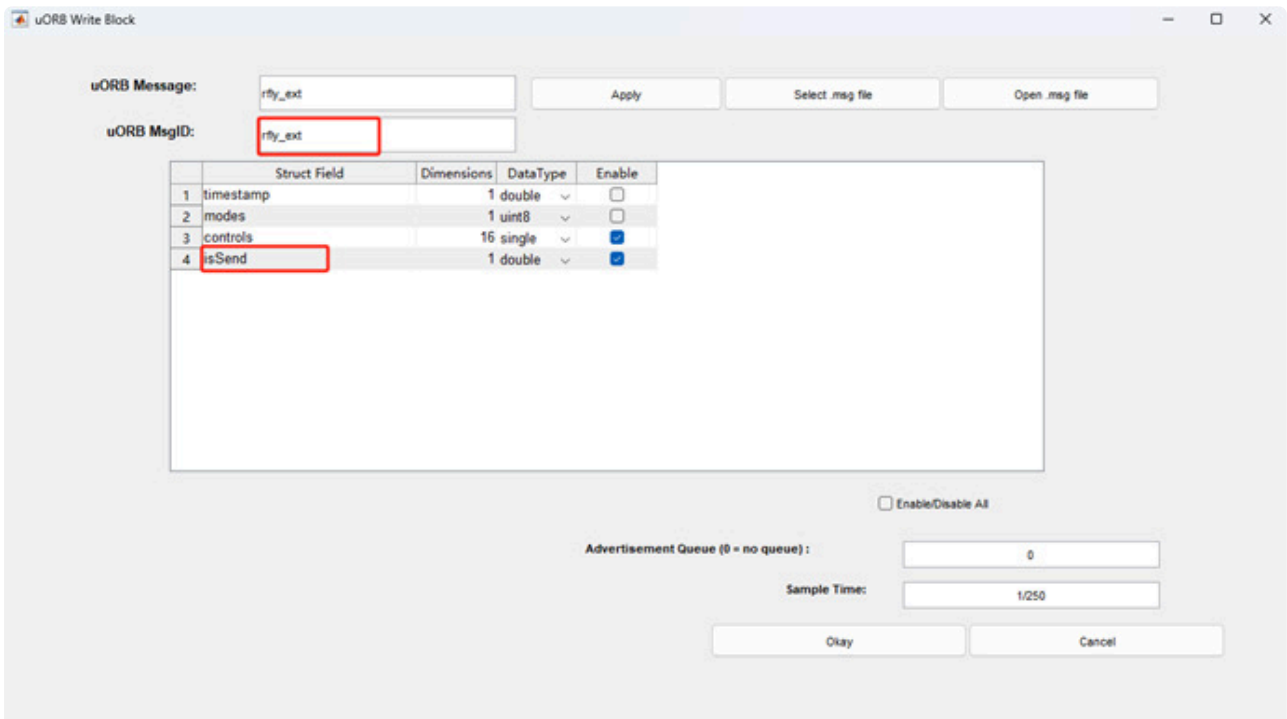 uORB Write Block
uORB Message: rfly_ext Apply Select .msg file Open .msg file
uORB MsgID: rfly_ext
Struct Field Dimensions DataType Enable
1 timestamp 1 double
2 modes 1 uint8
3 controls 16 single
4 isSend 1 double
Enable/Disable All
Advertisement Queue (0 = no queue) : 0
Sample Time: 1/250
Okay Cancel